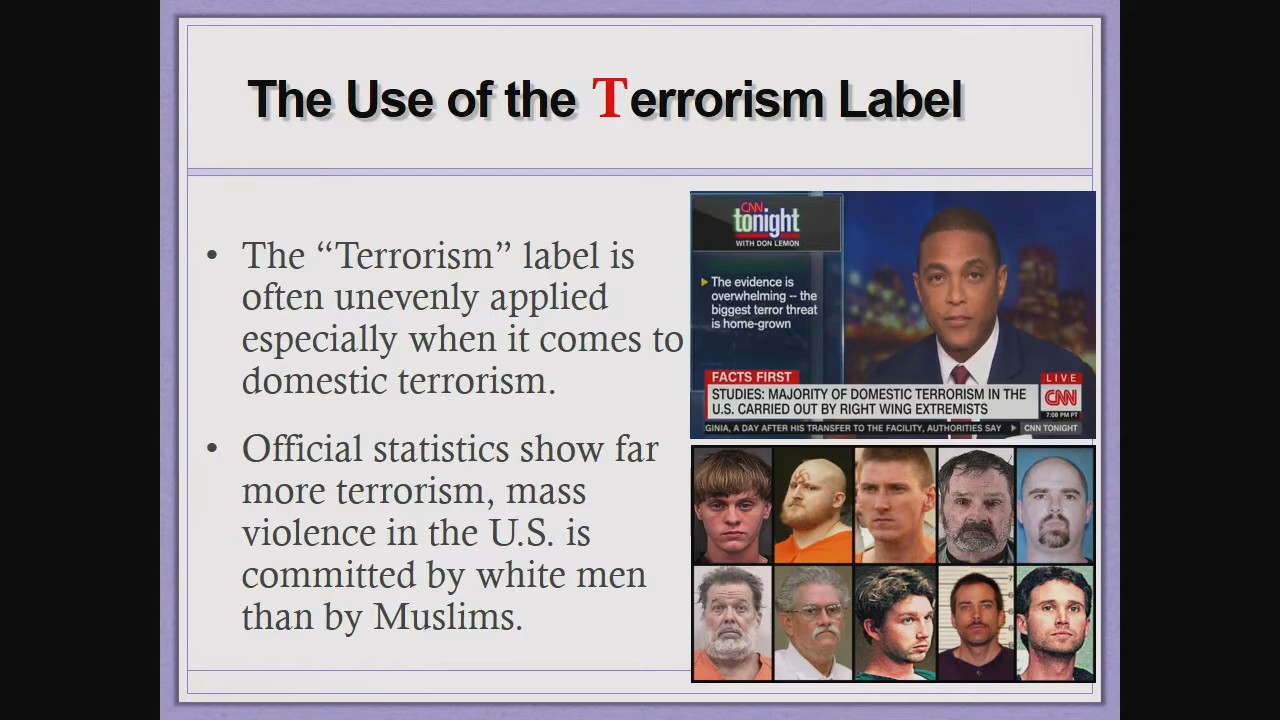 The Use of the Terrorism Label
• The “Terrorism” label is
often unevenly applied
especially when it comes to
domestic terrorism.
• Official statistics show far
more terrorism, mass
violence in the U.S. is
committed by white men
than by Muslims.
CNN
tonight
WITH DON LEMON
The evidence is
overwhelming -- the
biggest terror threat
is home-grown
FACTS FIRST
STUDIES: MAJORITY OF DOMESTIC TERRORISM IN THE
U.S. CARRIED OUT BY RIGHT WING EXTREMISTS
LIVE
CNN
7:08 PM PT
GINIA, A DAY AFTER HIS TRANSFER TO THE FACILITY, AUTHORITIES SAY
CNN TONIGHT